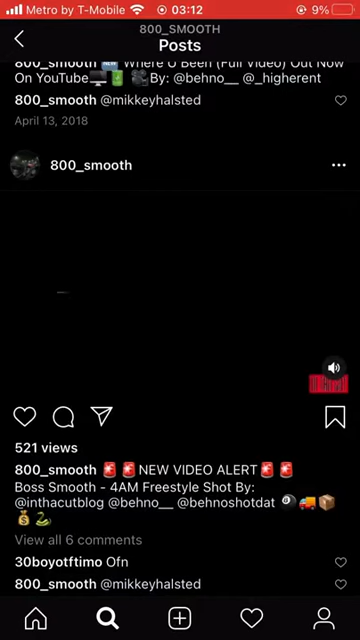 Metro by T-Mobile 03:12 9%
800_SMOOTH
Posts
800_smooth Where U Been (Full Video) Out Now
On YouTube By: @behno__ @_higherent
800_smooth @mikkeyhalsted
April 13, 2018
800_smooth
521 views
800_smooth NEW VIDEO ALERT
Boss Smooth - 4AM Freestyle Shot By:
@inthacutblog @behno__ @behnoshotdat
View all 6 comments
30boyotftimo Ofn
800_smooth @mikkeyhalsted